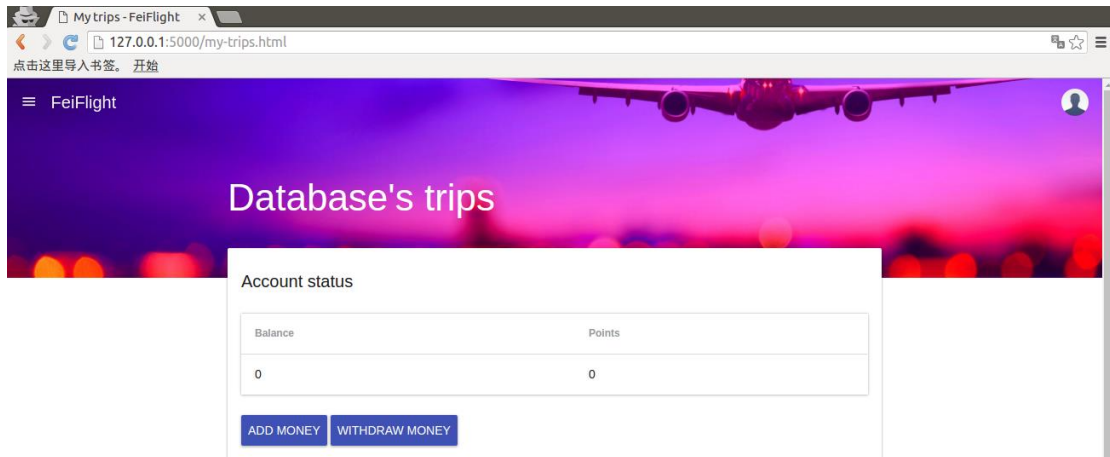 My trips - FeiFlight
127.0.0.1:5000/my-trips.html
点击这里导入书签。 开始
FeiFlight
Database's trips
Account status
Balance Points
0 0
ADD MONEY WITHDRAW MONEY